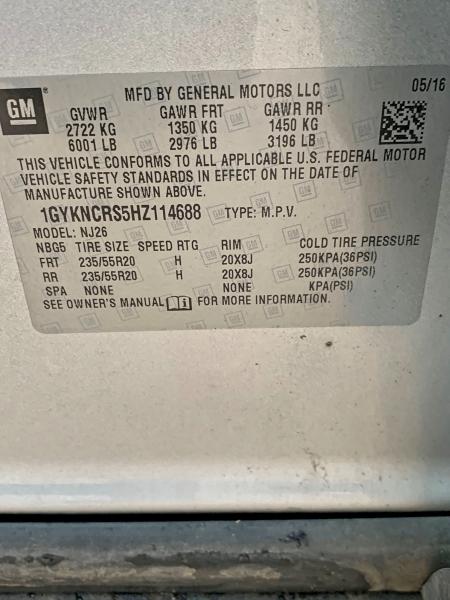 MFD BY GENERAL MOTORS LLC 05/16
GM GVWR GAWR FRT GAWR RR
2722 KG 1350 KG 1450 KG
6001 LB 2976 LB 3196 LB
THIS VEHICLE CONFORMS TO ALL APPLICABLE U.S. FEDERAL MOTOR
VEHICLE SAFETY STANDARDS IN EFFECT ON THE DATE OF
MANUFACTURE SHOWN ABOVE.
1GYKNCRS5HZ114688 TYPE: M.P.V.
MODEL: NJ26
NBG5 TIRE SIZE SPEED RTG RIM COLD TIRE PRESSURE
FRT 235/55R20 H 20X8J 250KPA(36PSI)
RR 235/55R20 H 20X8J 250KPA(36PSI)
SPA NONE NONE KPA(PSI)
SEE OWNER'S MANUAL FOR MORE INFORMATION